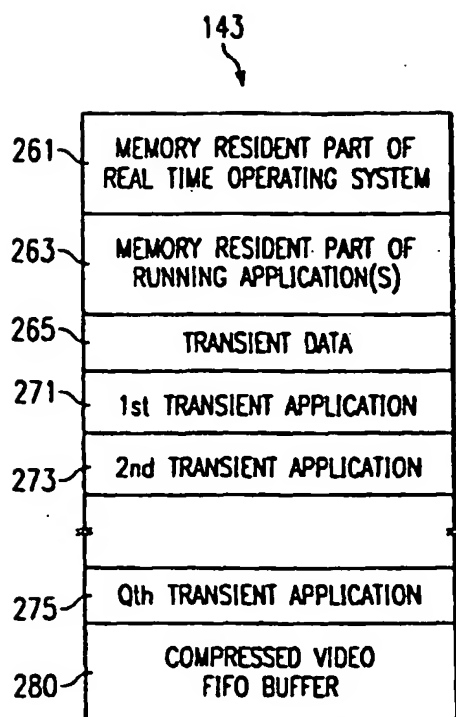 143
261
MEMORY RESIDENT PART OF
REAL TIME OPERATING SYSTEM
263
MEMORY RESIDENT PART OF
RUNNING APPLICATION(S)
265
TRANSIENT DATA
271
1st TRANSIENT APPLICATION
273
2nd TRANSIENT APPLICATION
275
Qth TRANSIENT APPLICATION
280
COMPRESSED VIDEO
FIFO BUFFER